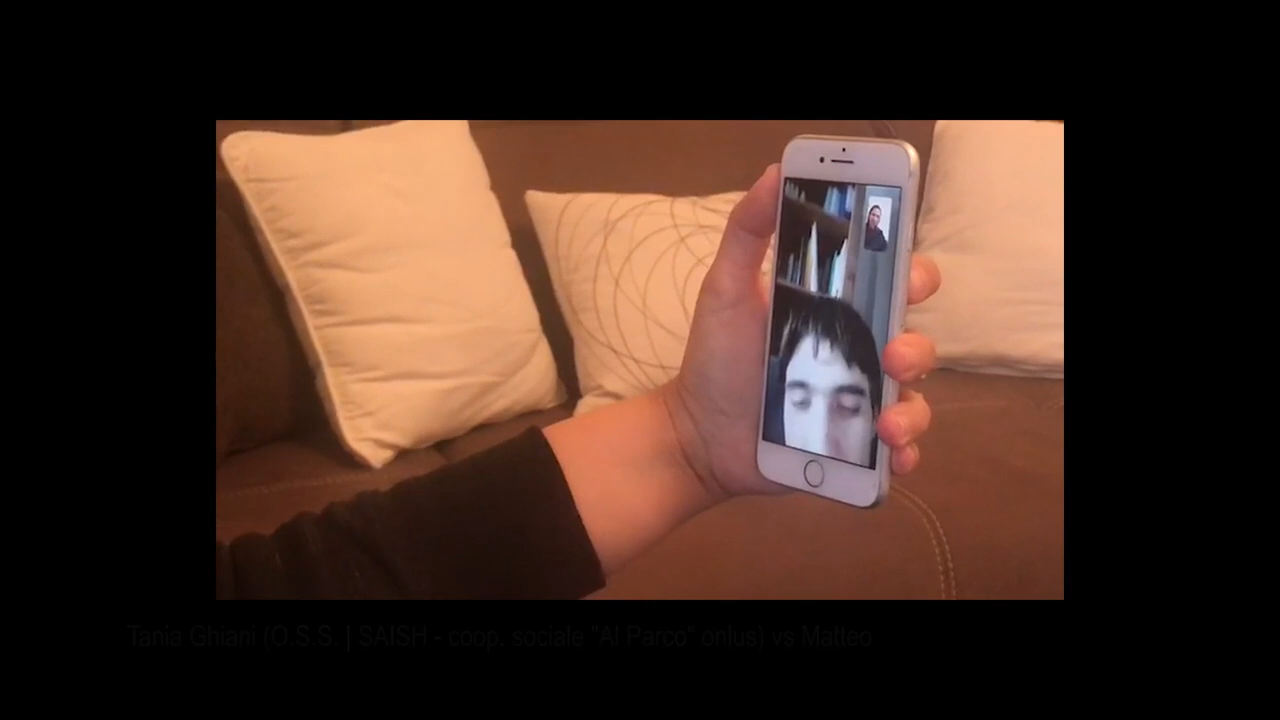 Tania Ghiani (O.S.S. | SAISH - coop. sociale "Al Parco" onlus) vs Matteo